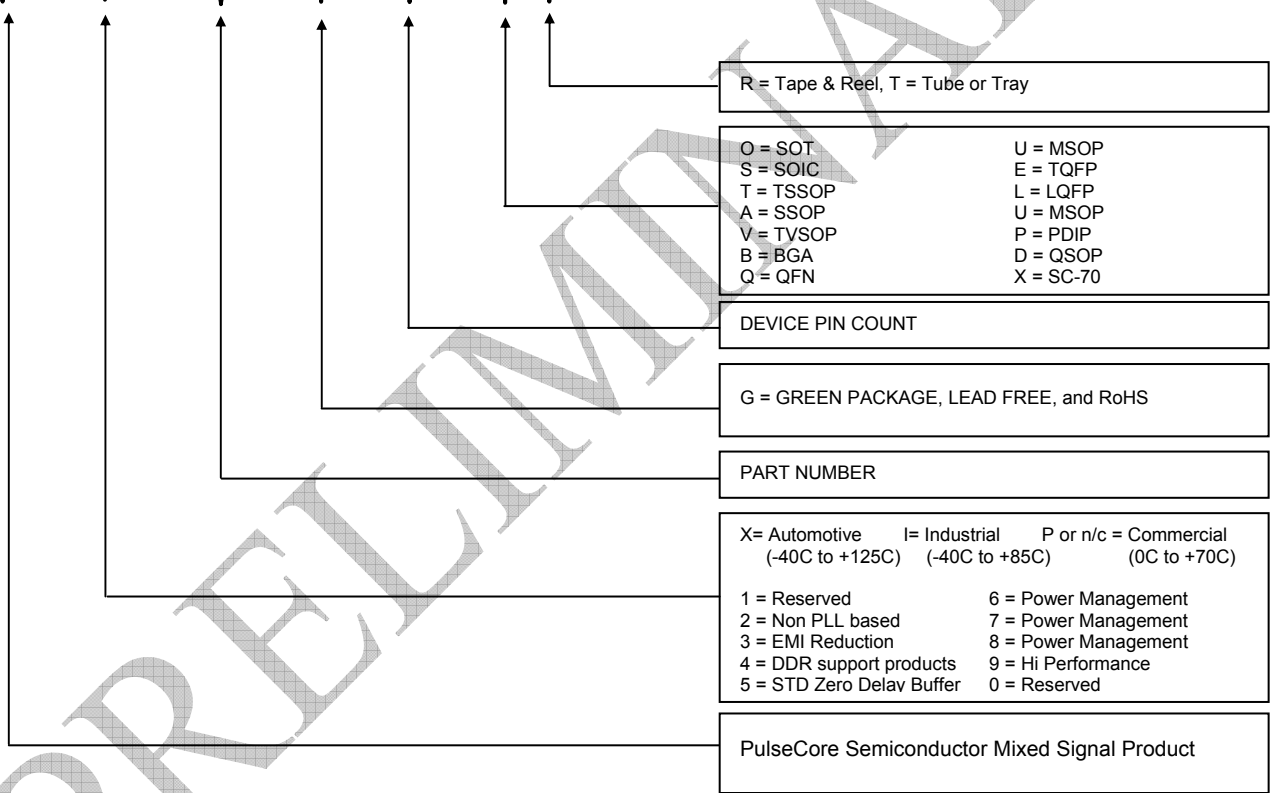 R = Tape & Reel, T = Tube or Tray
O = SOT U = MSOP
S = SOIC E = TQFP
T = TSSOP L = LQFP
A = SSOP U = MSOP
V = TVSOP P = PDIP
B = BGA D = QSOP
Q = QFN X = SC-70
DEVICE PIN COUNT
G = GREEN PACKAGE, LEAD FREE, and RoHS
PART NUMBER
X= Automotive I= Industrial P or n/c = Commercial
(-40C to +125C) (-40C to +85C) (0C to +70C)
1 = Reserved 6 = Power Management
2 = Non PLL based 7 = Power Management
3 = EMI Reduction 8 = Power Management
4 = DDR support products 9 = Hi Performance
5 = STD Zero Delay Buffer 0 = Reserved
PulseCore Semiconductor Mixed Signal Product
PRELIMINA